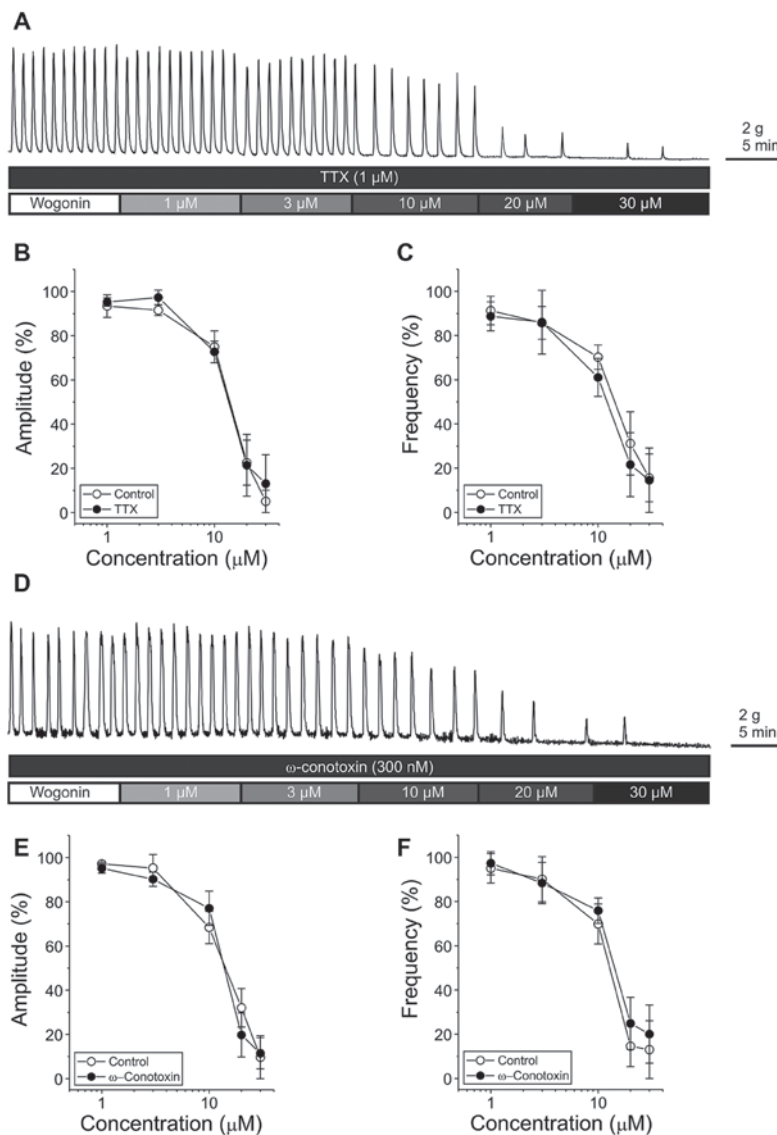 A
2 g
5 min
TTX (1 µM)
Wogonin 1 µM 3 µM 10 µM 20 µM 30 µM
B
C
100
80
60
40
20
0
Amplitude (%)
Control
TTX
1 10
Concentration (µM)
100
80
60
40
20
0
Frequency (%)
Control
TTX
1 10
Concentration (µM)
D
2 g
5 min
ω-conotoxin (300 nM)
Wogonin 1 µM 3 µM 10 µM 20 µM 30 µM
E
F
100
80
60
40
20
0
Amplitude (%)
Control
ω-Conotoxin
1 10
Concentration (µM)
100
80
60
40
20
0
Frequency (%)
Control
ω-Conotoxin
1 10
Concentration (µM)